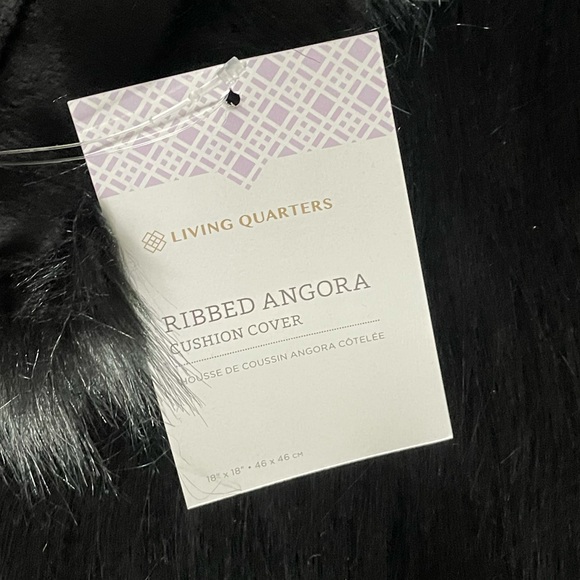 LIVING QUARTERS
RIBBED ANGORA
CUSHION COVER
HOUSSE DE COUSSIN ANGORA CÔTELÉE
18" x 18" • 46 x 46 CM